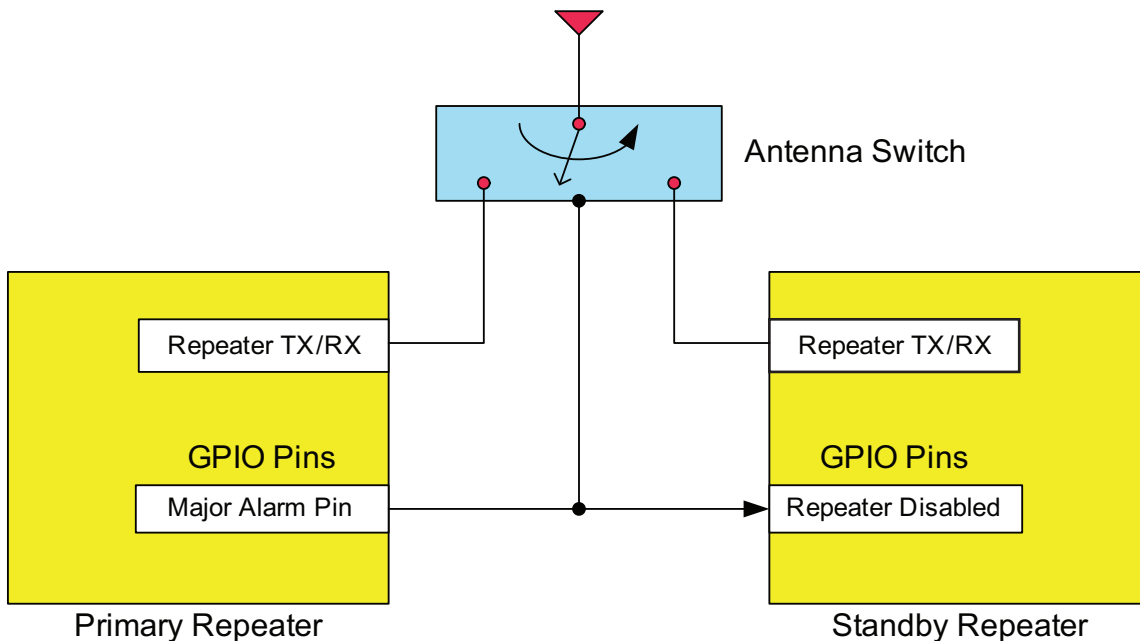 Antenna Switch
Repeater TX/RX
Repeater TX/RX
GPIO Pins
GPIO Pins
Major Alarm Pin
Repeater Disabled
Primary Repeater
Standby Repeater